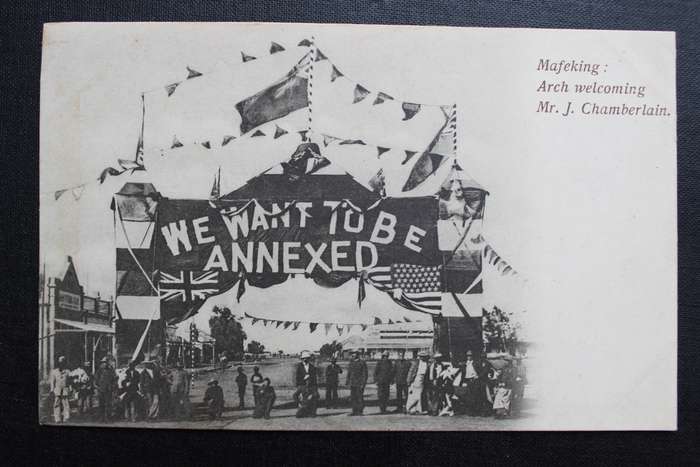 Mafeking :
Arch welcoming
Mr. J. Chamberlain.
WE WANT TO BE
ANNEXED